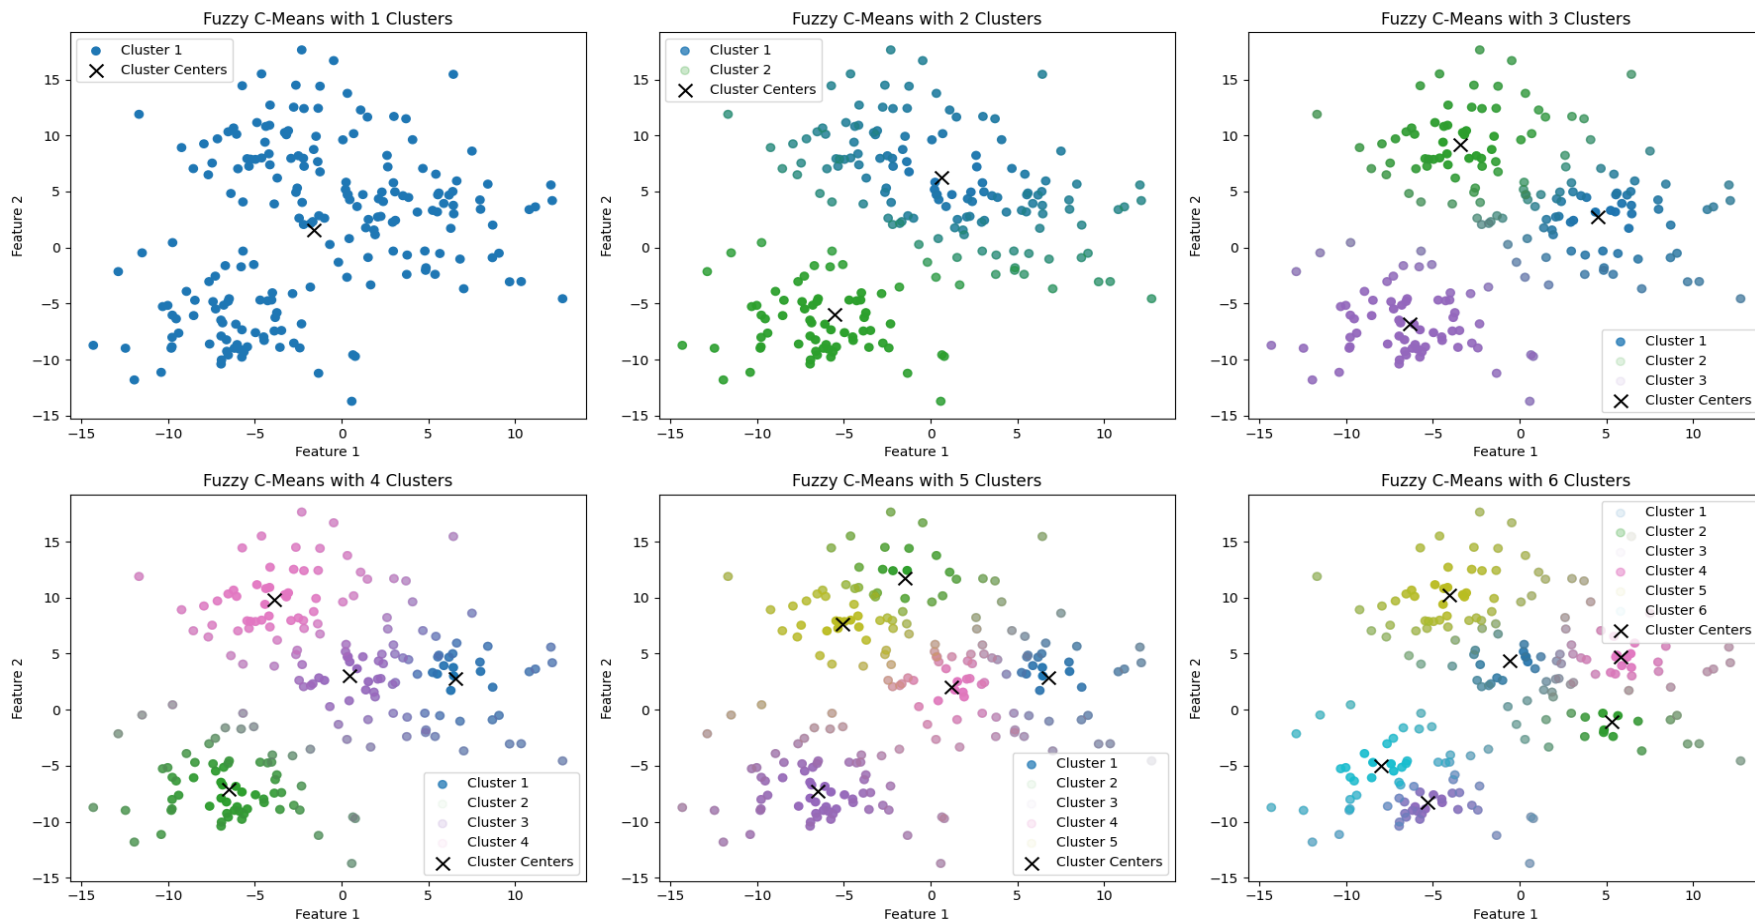 Fuzzy C-Means with 1 Clusters
Cluster 1
Cluster Centers
15
10
5
0
−5
−10
−15
Feature 2
−15 −10 −5 0 5 10
Feature 1
Fuzzy C-Means with 2 Clusters
Cluster 1
Cluster 2
Cluster Centers
15
10
5
0
−5
−10
−15
Feature 2
−15 −10 −5 0 5 10
Feature 1
Fuzzy C-Means with 3 Clusters
15
10
5
0
−5
−10
−15
Feature 2
Cluster 1
Cluster 2
Cluster 3
Cluster Centers
−15 −10 −5 0 5 10
Feature 1
Fuzzy C-Means with 4 Clusters
15
10
5
0
−5
−10
−15
Feature 2
Cluster 1
Cluster 2
Cluster 3
Cluster 4
Cluster Centers
−15 −10 −5 0 5 10
Feature 1
Fuzzy C-Means with 5 Clusters
15
10
5
0
−5
−10
−15
Feature 2
Cluster 1
Cluster 2
Cluster 3
Cluster 4
Cluster 5
Cluster Centers
−15 −10 −5 0 5 10
Feature 1
Fuzzy C-Means with 6 Clusters
Cluster 1
Cluster 2
Cluster 3
Cluster 4
Cluster 5
Cluster 6
Cluster Centers
15
10
5
0
−5
−10
−15
Feature 2
−15 −10 −5 0 5 10
Feature 1